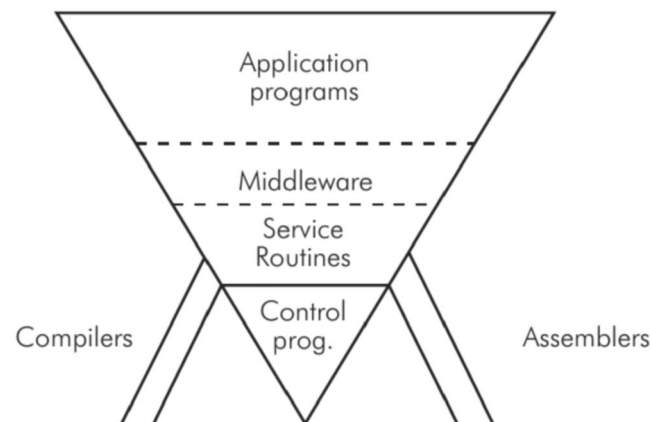 Application
programs
Middleware
Service
Routines
Control
prog.
Compilers
Assemblers